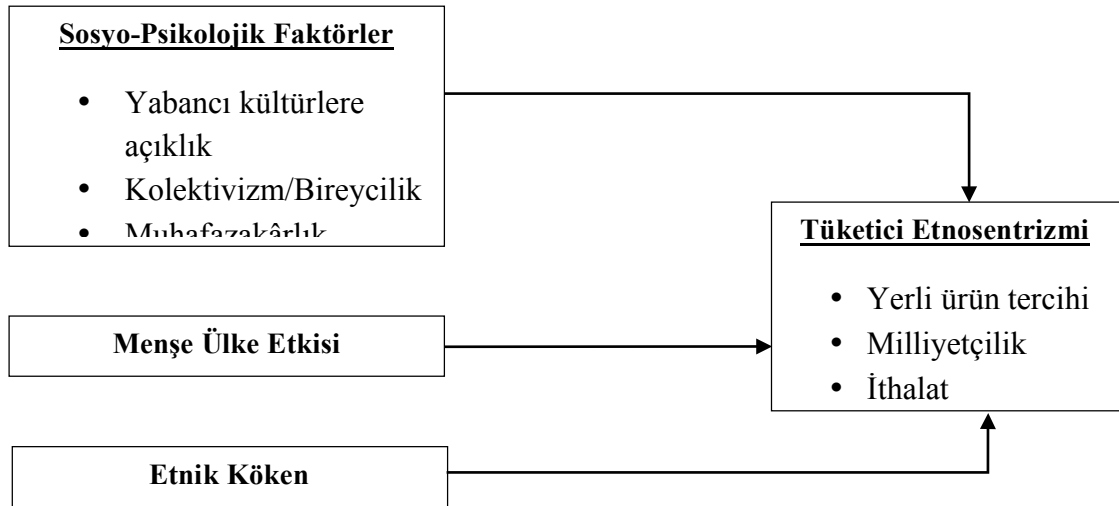 Sosyo-Psikolojik Faktörler
• Yabancı kültürlere
açıklık
• Kolektivizm/Bireycilik
• Muhafazakârlık
Tüketici Etnosentrizmi
• Yerli ürün tercihi
• Milliyetçilik
• İthalat
Menşe Ülke Etkisi
Etnik Köken